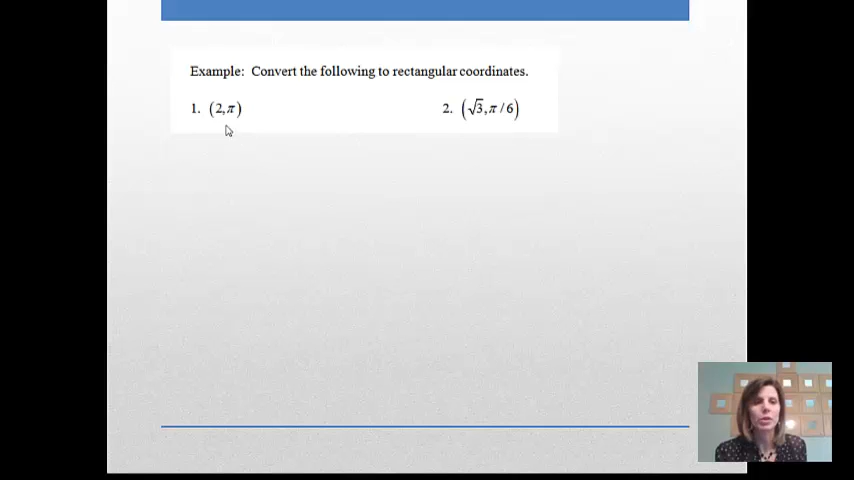 Example: Convert the following to rectangular coordinates.
1. (2,π) 2. (√3,π/6)